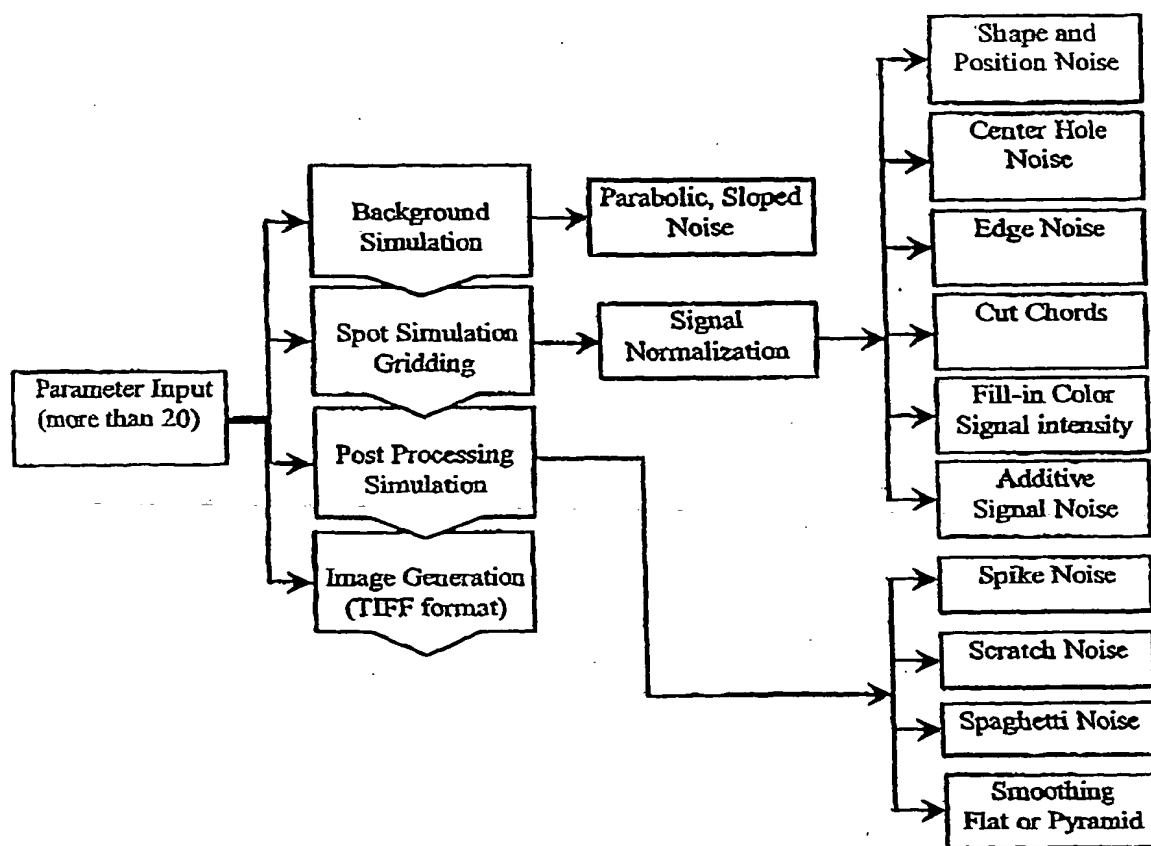 Parameter Input
(more than 20)
Background
Simulation
Spot Simulation
Gridding
Post Processing
Simulation
Image Generation
(TIFF format)
Parabolic, Sloped
Noise
Signal
Normalization
Shape and
Position Noise
Center Hole
Noise
Edge Noise
Cut Chords
Fill-in Color
Signal intensity
Additive
Signal Noise
Spike Noise
Scratch Noise
Spaghetti Noise
Smoothing
Flat or Pyramid